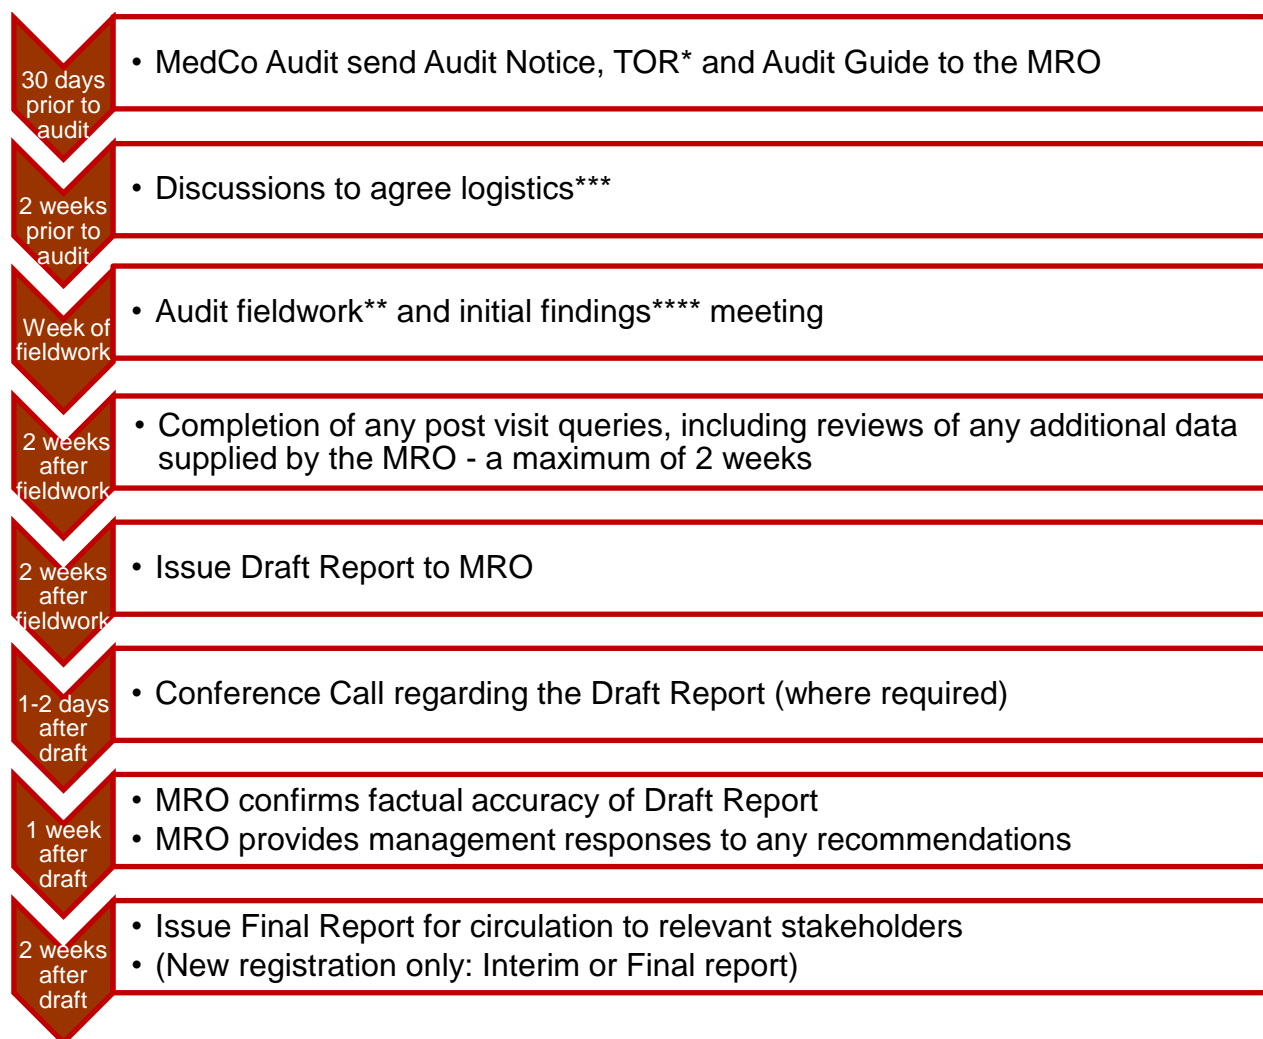 30 days
prior to
audit
• MedCo Audit send Audit Notice, TOR* and Audit Guide to the MRO
2 weeks
prior to
audit
• Discussions to agree logistics***
Week of
fieldwork
• Audit fieldwork** and initial findings**** meeting
2 weeks
after
fieldwork
• Completion of any post visit queries, including reviews of any additional data
supplied by the MRO - a maximum of 2 weeks
2 weeks
after
fieldwork
• Issue Draft Report to MRO
1-2 days
after
draft
• Conference Call regarding the Draft Report (where required)
1 week
after
draft
• MRO confirms factual accuracy of Draft Report
• MRO provides management responses to any recommendations
2 weeks
after
draft
• Issue Final Report for circulation to relevant stakeholders
• (New registration only: Interim or Final report)